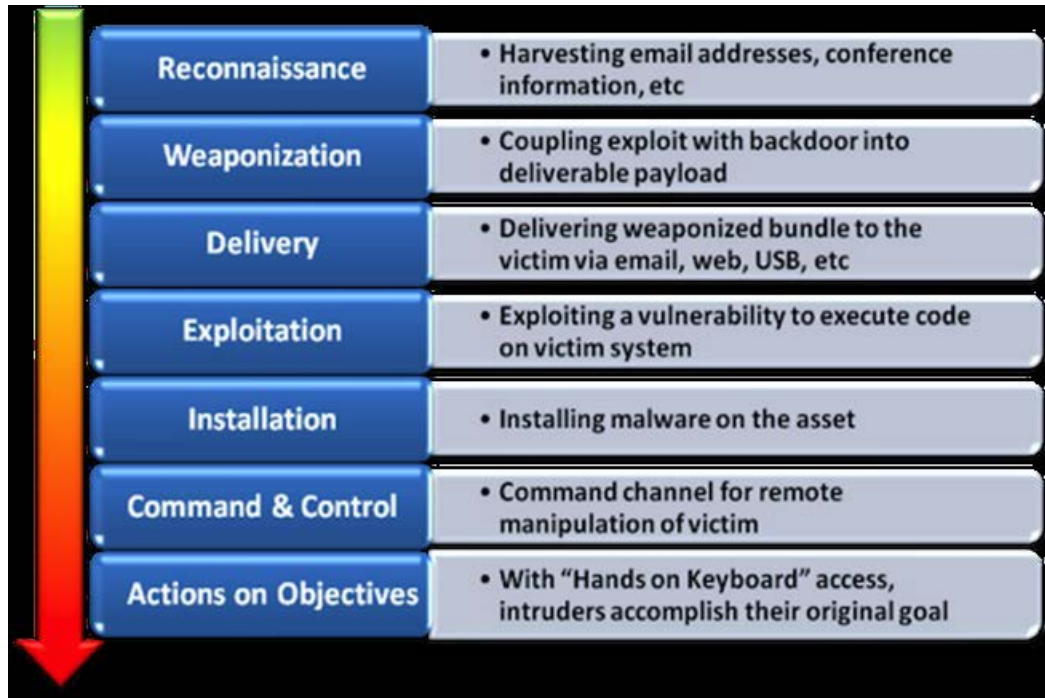 Reconnaissance
• Harvesting email addresses, conference
information, etc
Weaponization
• Coupling exploit with backdoor into
deliverable payload
Delivery
• Delivering weaponized bundle to the
victim via email, web, USB, etc
Exploitation
• Exploiting a vulnerability to execute code
on victim system
Installation
• Installing malware on the asset
Command & Control
• Command channel for remote
manipulation of victim
Actions on Objectives
• With “Hands on Keyboard” access,
intruders accomplish their original goal